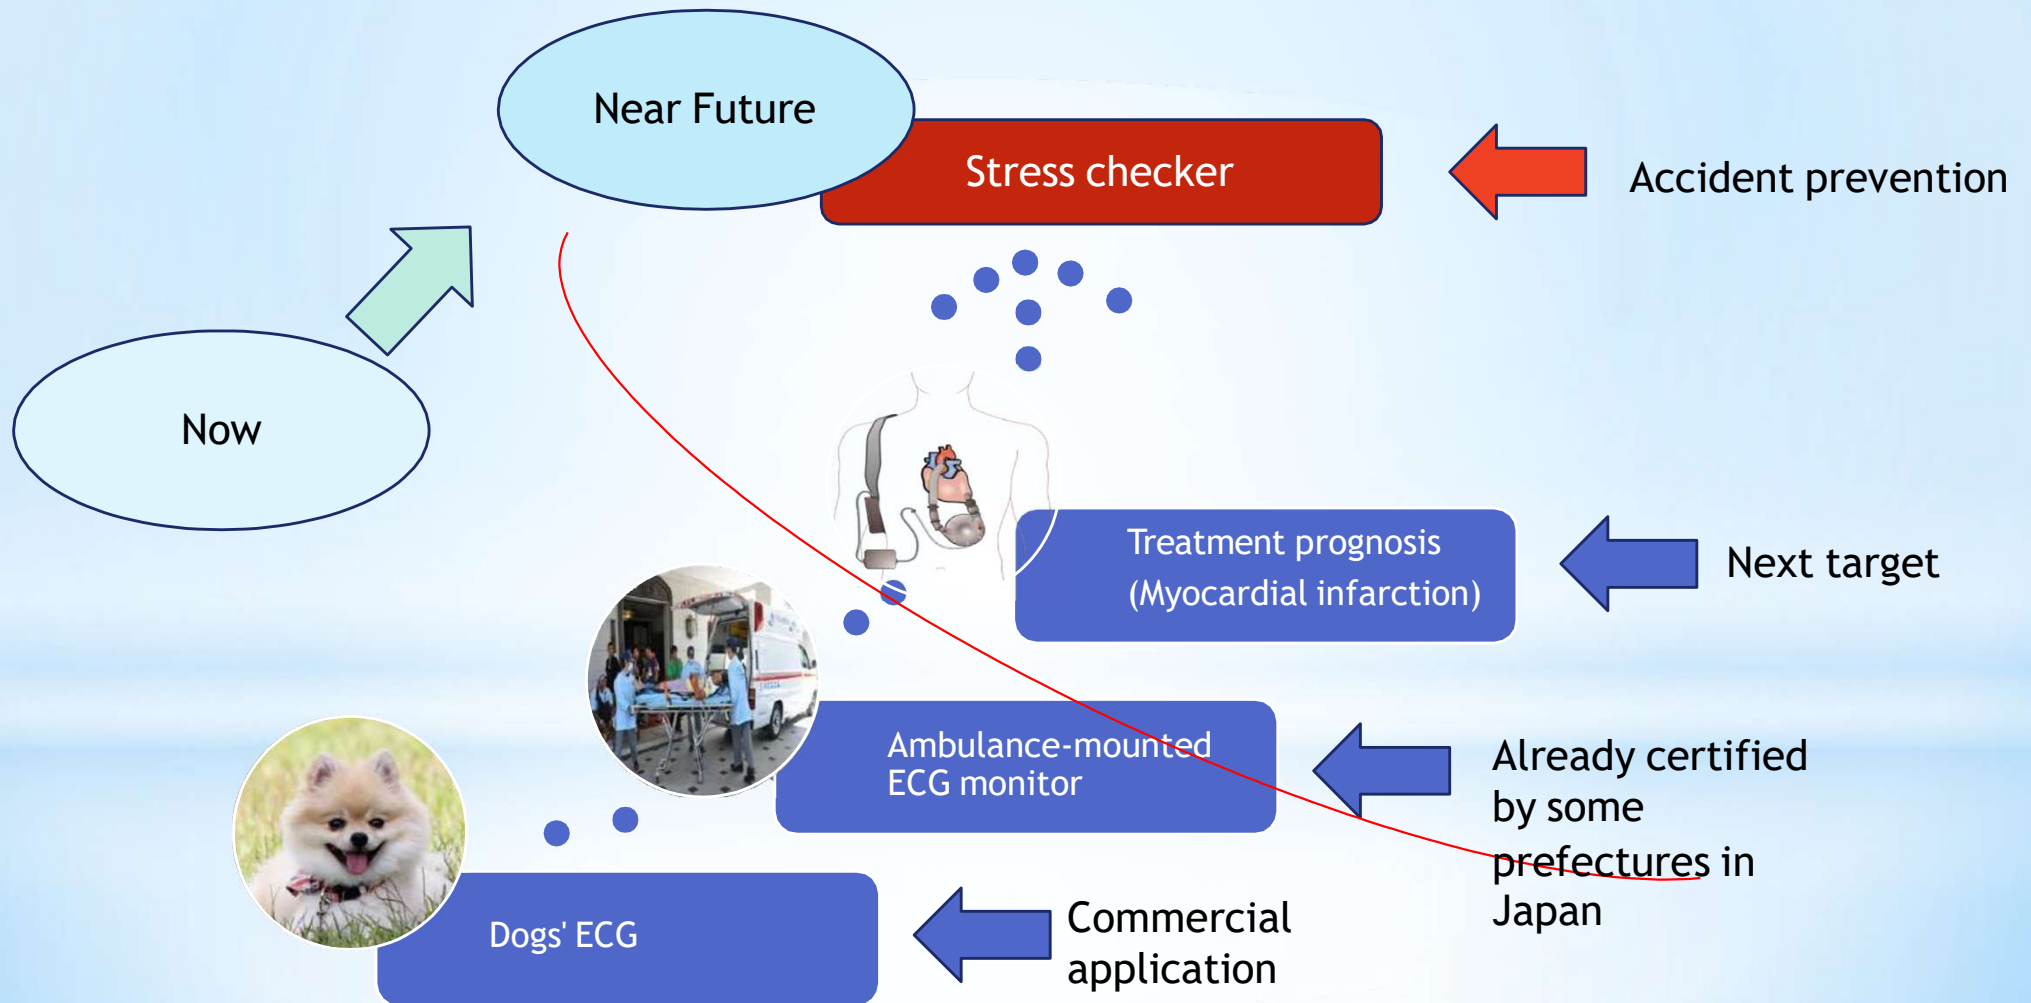 Near Future
Stress checker
Accident prevention
Now
Treatment prognosis
(Myocardial infarction)
Next target
Ambulance-mounted
ECG monitor
Already certified
by some
prefectures in
Japan
Dogs' ECG
Commercial
application